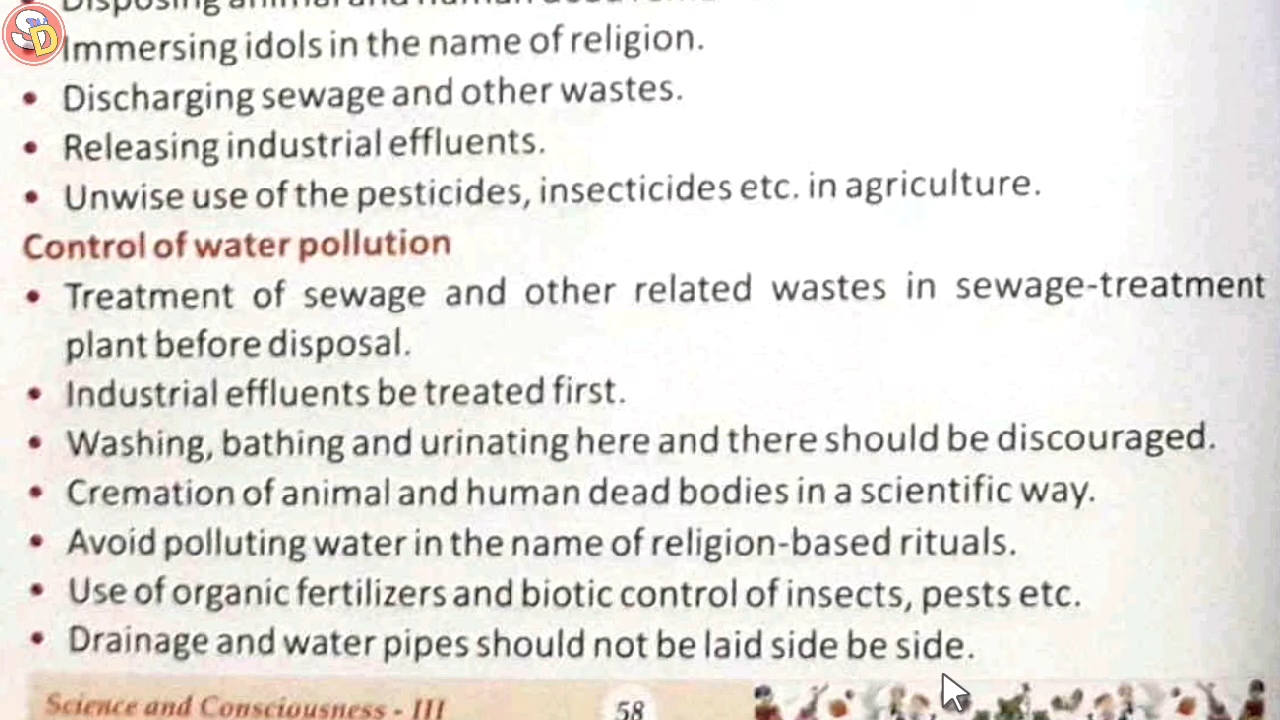 Disposing animal and human dead
Immersing idols in the name of religion.
• Discharging sewage and other wastes.
• Releasing industrial effluents.
• Unwise use of the pesticides, insecticides etc. in agriculture.
Control of water pollution
• Treatment of sewage and other related wastes in sewage-treatment
plant before disposal.
• Industrial effluents be treated first.
• Washing, bathing and urinating here and there should be discouraged.
• Cremation of animal and human dead bodies in a scientific way.
• Avoid polluting water in the name of religion-based rituals.
• Use of organic fertilizers and biotic control of insects, pests etc.
• Drainage and water pipes should not be laid side be side.
Science and Consciousness - III 58